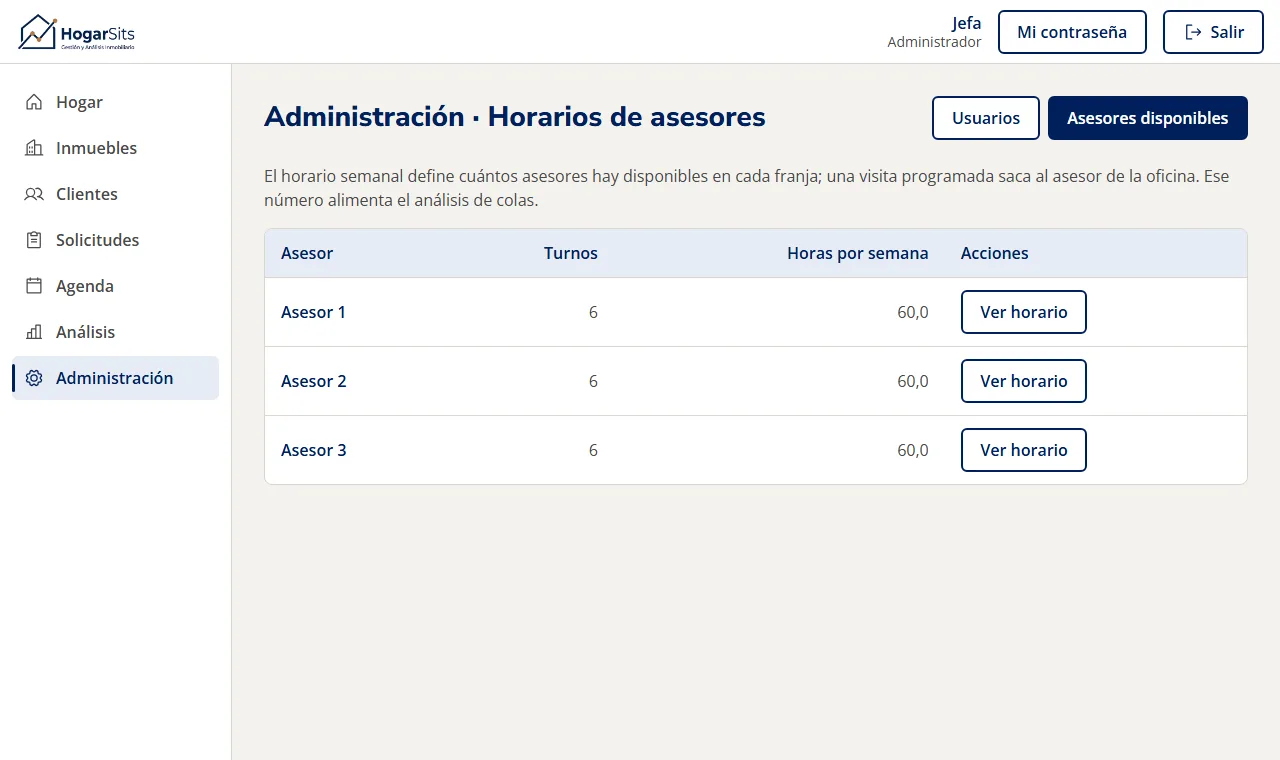 HogarSits
Gestión y Análisis Inmobiliario
Jefa
Administrador
Mi contraseña
Salir
Hogar
Inmuebles
Clientes
Solicitudes
Agenda
Análisis
Administración
Administración · Horarios de asesores
Usuarios
Asesores disponibles
El horario semanal define cuántos asesores hay disponibles en cada franja; una visita programada saca al asesor de la oficina. Ese
número alimenta el análisis de colas.
Asesor Turnos Horas por semana Acciones
Asesor 1 6 60,0 Ver horario
Asesor 2 6 60,0 Ver horario
Asesor 3 6 60,0 Ver horario